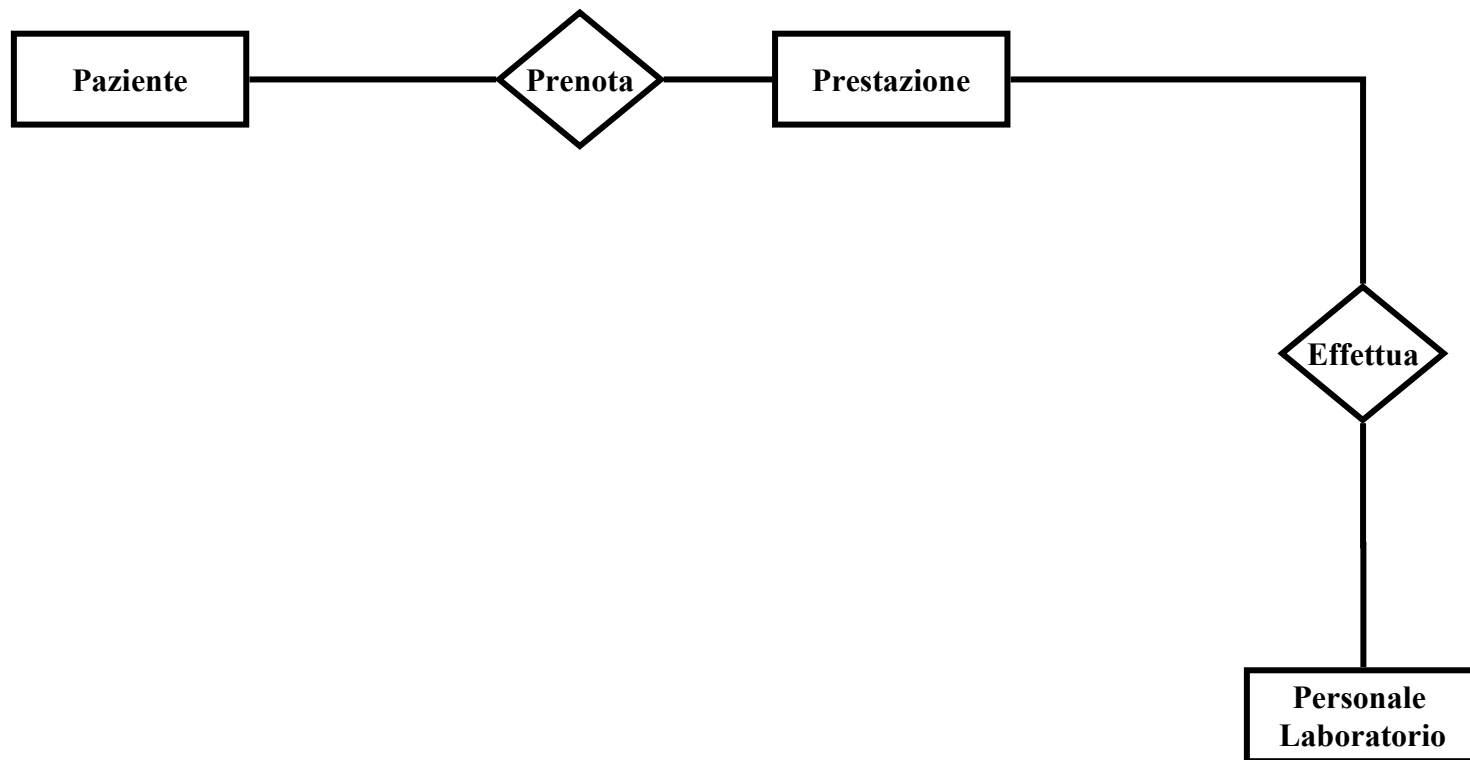 Paziente
Prenota
Prestazione
Effettua
Personale
Laboratorio